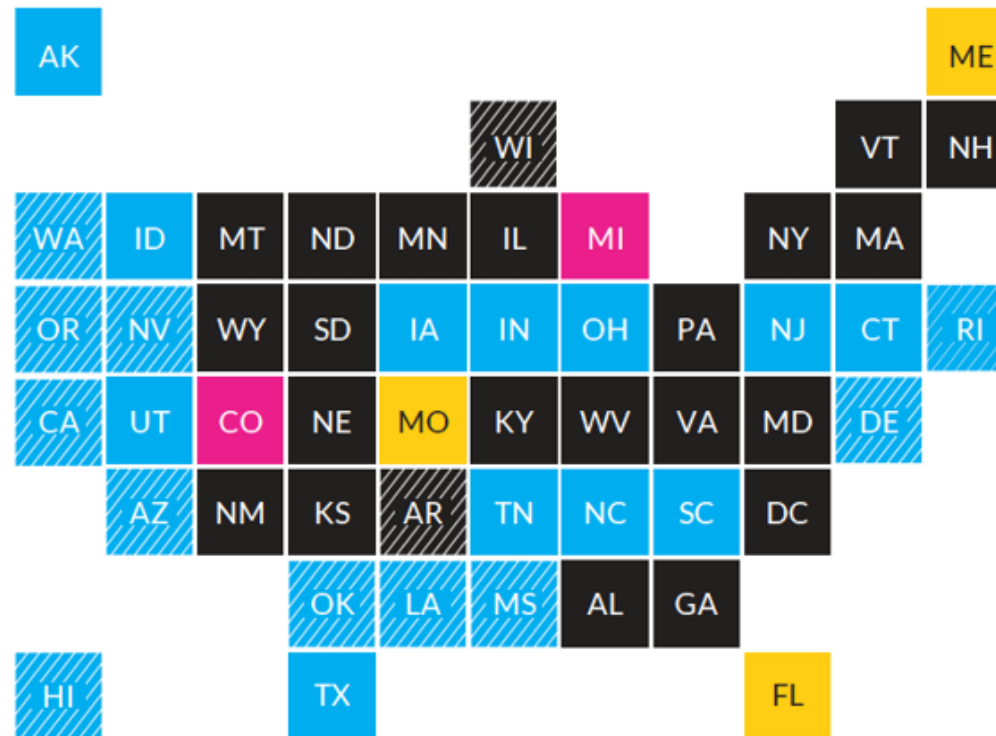 AK ME
WI VT NH
WA ID MT ND MN IL MI NY MA
OR NV WY SD IA IN OH PA NJ CT RI
CA UT CO NE MO KY WV VA MD DE
AZ NM KS AR TN NC SC DC
OK LA MS AL GA
HI TX FL